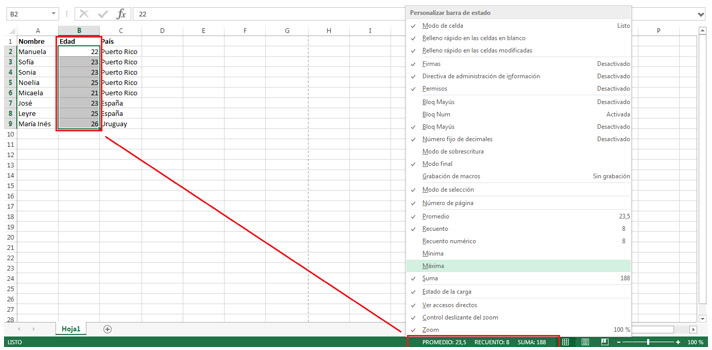 B2 22
A B C D E F G H I P
1 Nombre Edad País
2 Manuela 22 Puerto Rico
3 Sofía 23 Puerto Rico
4 Sonia 23 Puerto Rico
5 Noelia 25 Puerto Rico
6 Micaela 21 Puerto Rico
7 José 23 España
8 Leyre 25 España
9 María Inés 26 Uruguay
10
11
12
13
14
15
16
17
18
19
20
21
22
23
24
25
26
27
28
Personalizar barra de estado
Modo de celda Listo
Relleno rápido en las celdas en blanco
Relleno rápido en las celdas modificadas
Firmas Desactivado
Directiva de administración de información Desactivado
Permisos Desactivado
Bloq Mayús Desactivado
Bloq Num Activada
Bloq Mayús Desactivado
Número fijo de decimales Desactivado
Modo de sobrescritura
Modo final
Grabación de macros Sin grabación
Modo de selección
Número de página
Promedio 23,5
Recuento 8
Recuento numérico 8
Mínima
Máxima
Suma 188
Estado de la carga
Ver accesos directos
Control deslizante del zoom
Zoom 100 %
Hoja1
LISTO PROMEDIO: 23,5 RECUENTO: 8 SUMA: 188 100 %